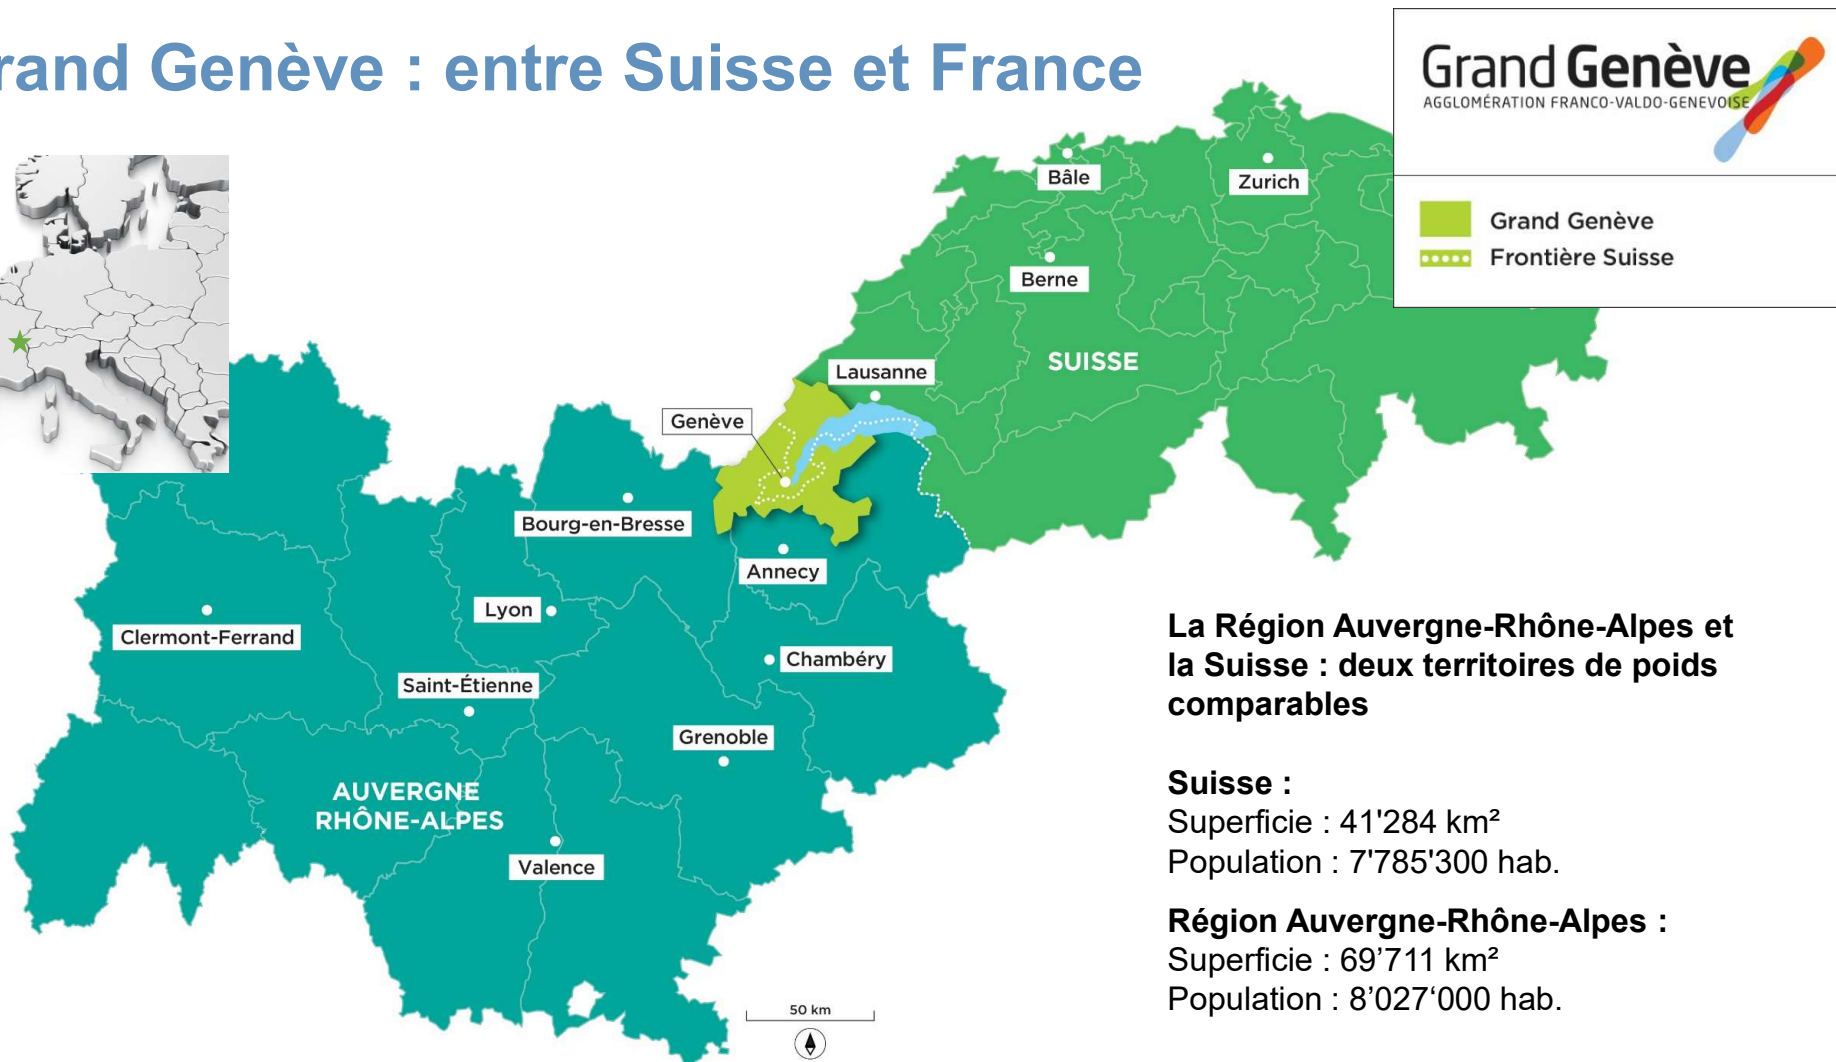 rand Genève : entre Suisse et France
Grand Genève
AGGLOMÉRATION FRANCO-VALDO-GENEVOISE
Grand Genève
Frontière Suisse
Bâle
Zurich
Berne
SUISSE
Lausanne
Genève
Bourg-en-Bresse
Annecy
Lyon
Clermont-Ferrand
Chambéry
Saint-Étienne
Grenoble
AUVERGNE
RHÔNE-ALPES
Valence
50 km
La Région Auvergne-Rhône-Alpes et
la Suisse : deux territoires de poids
comparables
Suisse :
Superficie : 41'284 km²
Population : 7'785'300 hab.
Région Auvergne-Rhône-Alpes :
Superficie : 69’711 km²
Population : 8’027‘000 hab.